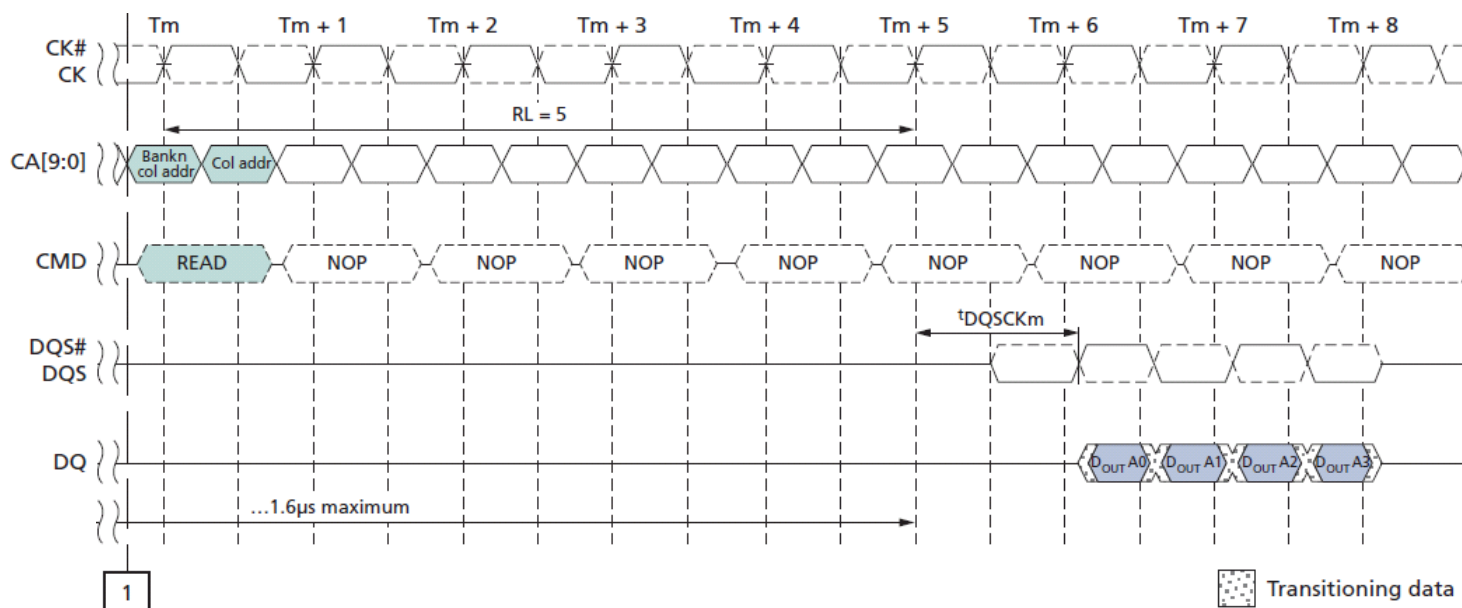 Tm Tm + 1 Tm + 2 Tm + 3 Tm + 4 Tm + 5 Tm + 6 Tm + 7 Tm + 8
CK#
CK
RL = 5
CA[9:0] Bankn col addr Col addr
CMD READ NOP NOP NOP NOP NOP NOP NOP NOP
tDQSCKm
DQS#
DQS
DQ DOUT A0 DOUT A1 DOUT A2 DOUT A3
...1.6µs maximum
1
Transitioning data